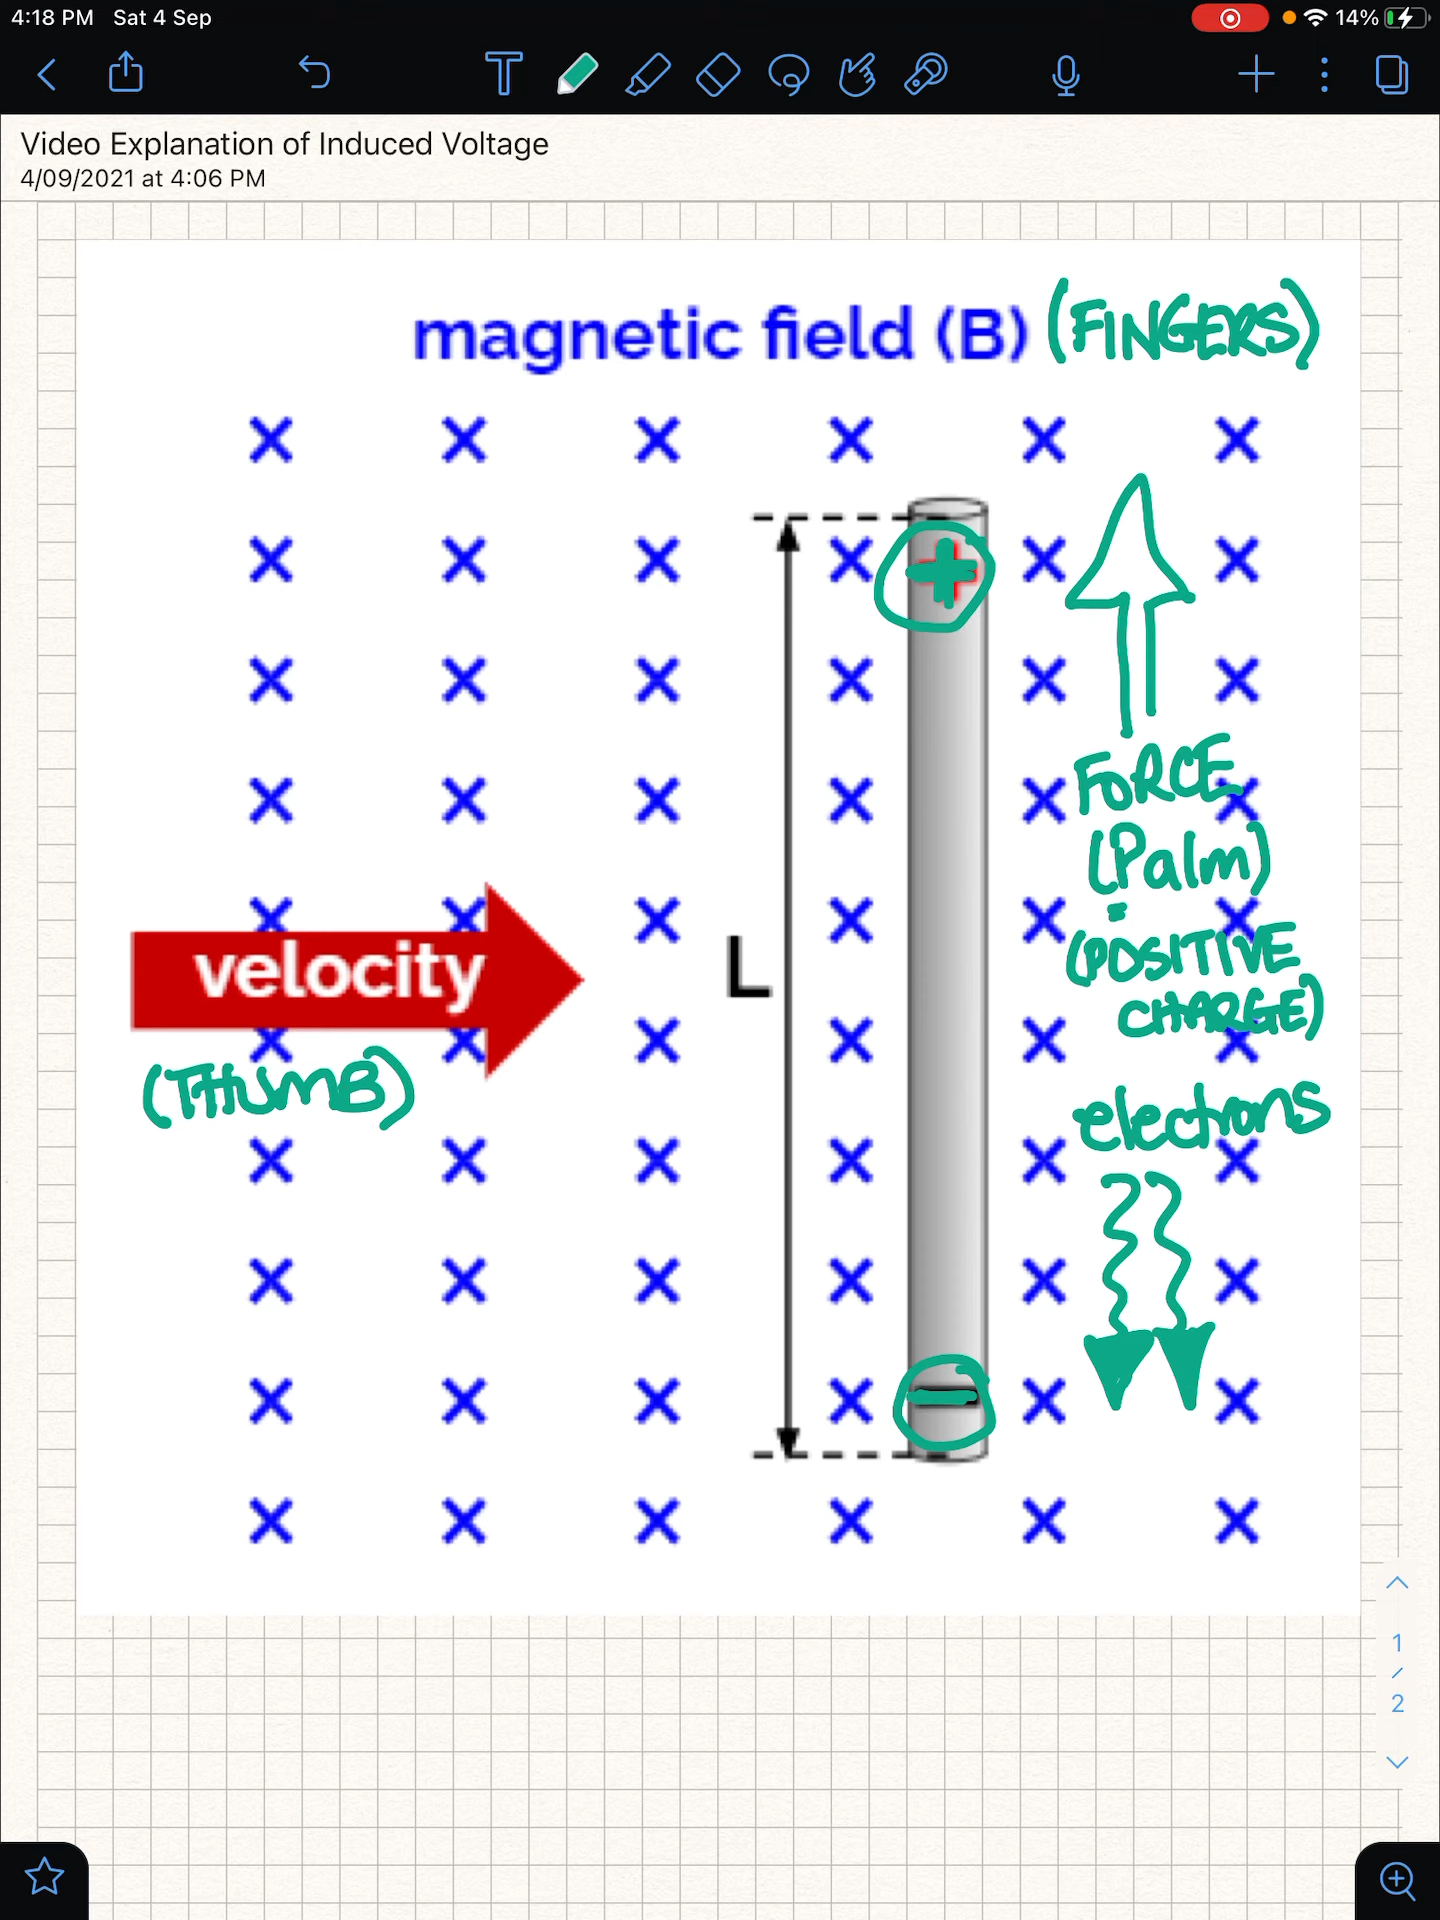 4:18 PM Sat 4 Sep 14%
Video Explanation of Induced Voltage
4/09/2021 at 4:06 PM
magnetic field (B) (FINGERS)
+
FORCE
(Palm)
=
(POSITIVE
CHARGE)
velocity
L
(THUMB)
electrons
−
1
/
2